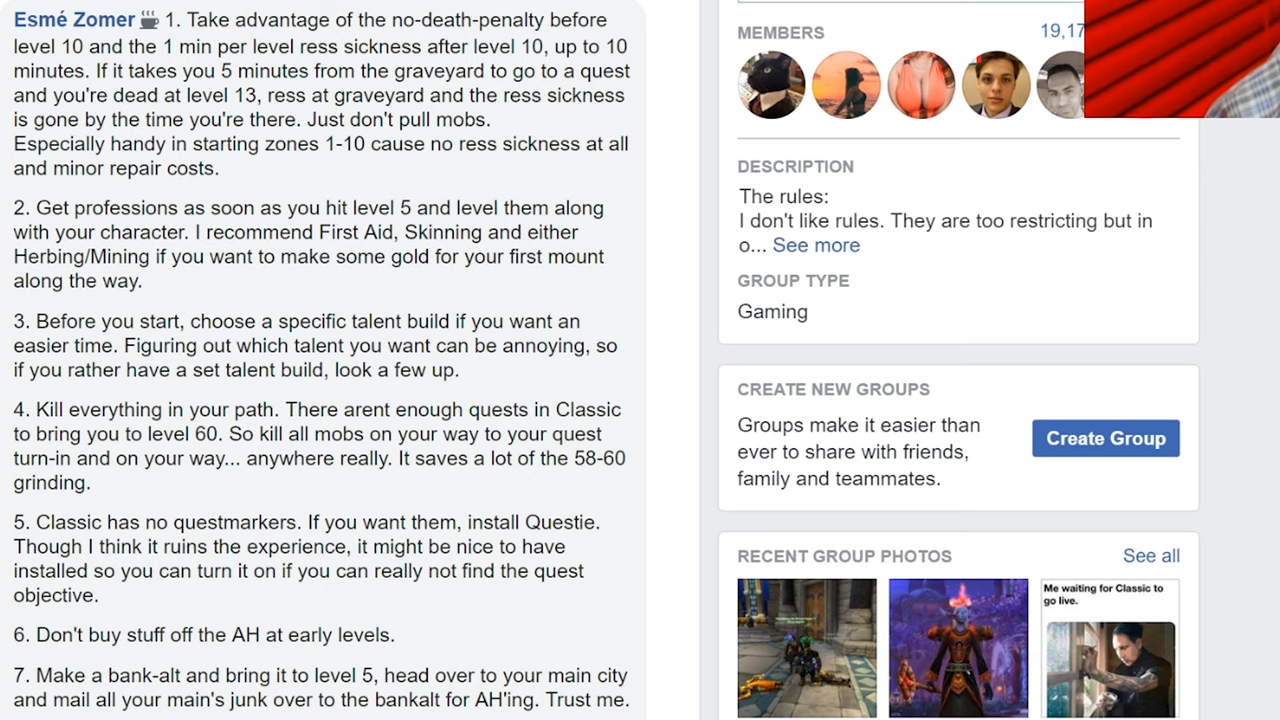 Esmé Zomer 1. Take advantage of the no-death-penalty before
level 10 and the 1 min per level ress sickness after level 10, up to 10
minutes. If it takes you 5 minutes from the graveyard to go to a quest
and you're dead at level 13, ress at graveyard and the ress sickness
is gone by the time you're there. Just don't pull mobs.
Especially handy in starting zones 1-10 cause no ress sickness at all
and minor repair costs.
2. Get professions as soon as you hit level 5 and level them along
with your character. I recommend First Aid, Skinning and either
Herbing/Mining if you want to make some gold for your first mount
along the way.
3. Before you start, choose a specific talent build if you want an
easier time. Figuring out which talent you want can be annoying, so
if you rather have a set talent build, look a few up.
4. Kill everything in your path. There arent enough quests in Classic
to bring you to level 60. So kill all mobs on your way to your quest
turn-in and on your way... anywhere really. It saves a lot of the 58-60
grinding.
5. Classic has no questmarkers. If you want them, install Questie.
Though I think it ruins the experience, it might be nice to have
installed so you can turn it on if you can really not find the quest
objective.
6. Don't buy stuff off the AH at early levels.
7. Make a bank-alt and bring it to level 5, head over to your main city
and mail all your main's junk over to the bankalt for AH'ing. Trust me.
MEMBERS
19,17
DESCRIPTION
The rules:
I don't like rules. They are too restricting but in
o... See more
GROUP TYPE
Gaming
CREATE NEW GROUPS
Groups make it easier than
ever to share with friends,
family and teammates.
Create Group
RECENT GROUP PHOTOS
See all
Me waiting for Classic to
go live.